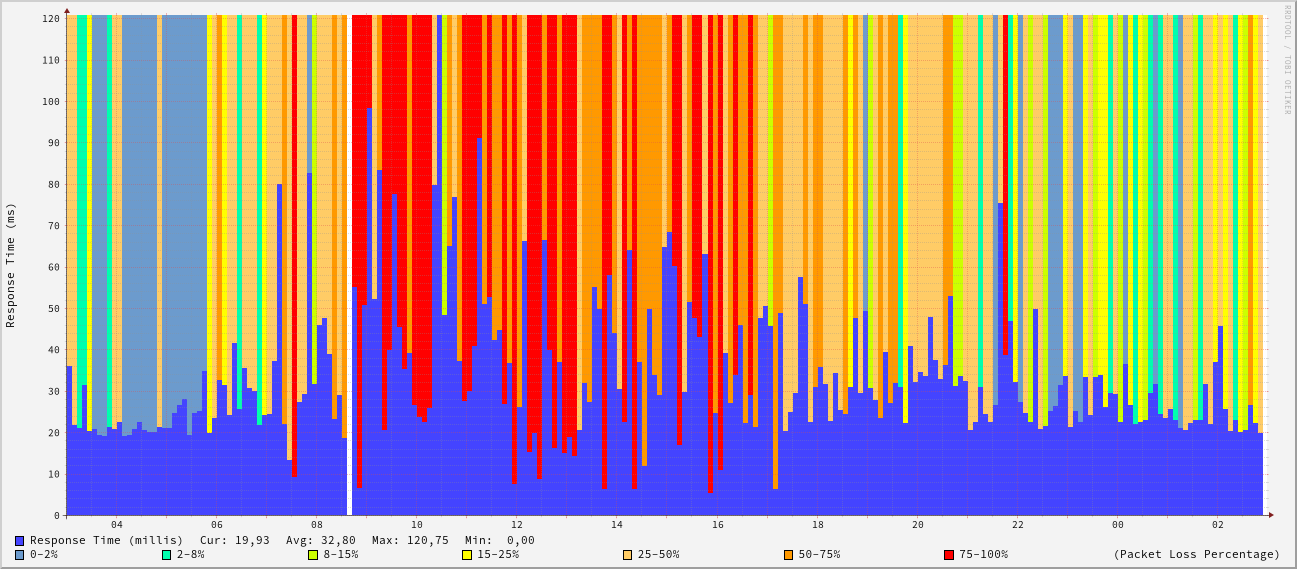 RRDTOOL / TOBI OETIKER
Response Time (ms)
120
110
100
90
80
70
60
50
40
30
20
10
0
04 06 08 10 12 14 16 18 20 22 00 02
Response Time (millis) Cur: 19,93 Avg: 32,80 Max: 120,75 Min: 0,00
0-2% 2-8% 8-15% 15-25% 25-50% 50-75% 75-100% (Packet Loss Percentage)